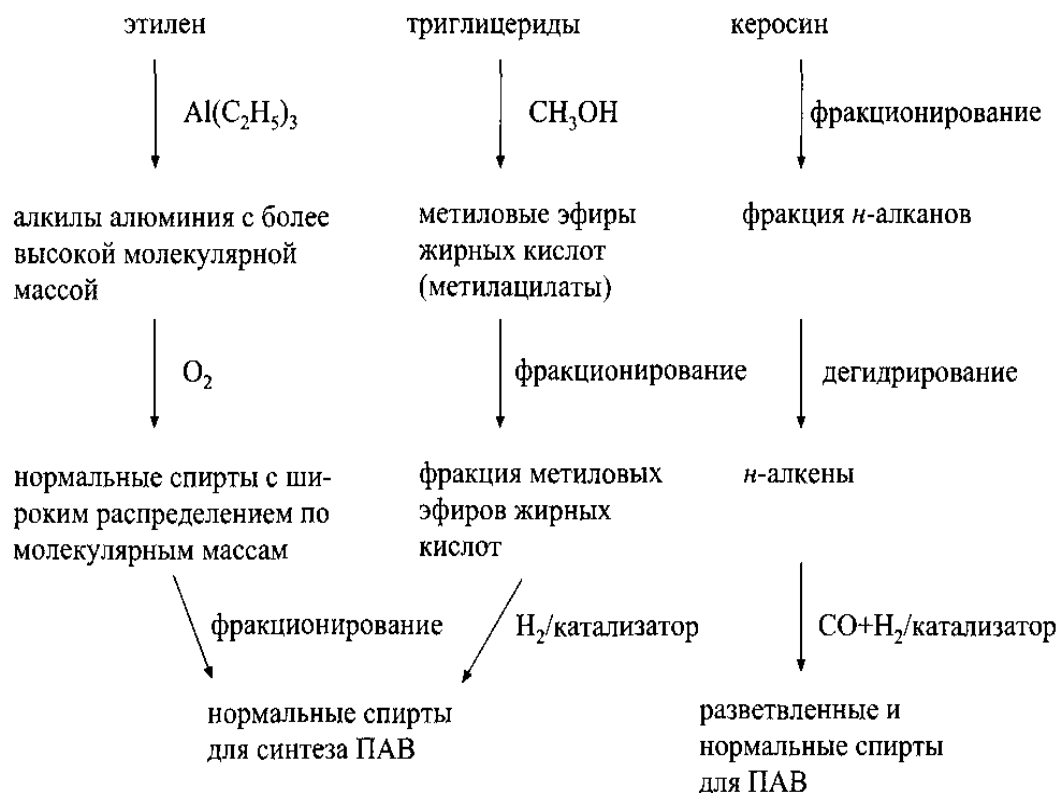 этилен
триглицериды
керосин
Al(C₂H₅)₃
CH₃OH
фракционирование
алкилы алюминия с более
высокой молекулярной
массой
метиловые эфиры
жирных кислот
(метилацилаты)
фракция н-алканов
O₂
фракционирование
дегидрирование
нормальные спирты с ши-
роким распределением по
молекулярным массам
фракция метиловых
эфиров жирных
кислот
н-алкены
фракционирование
H₂/катализатор
CO+H₂/катализатор
нормальные спирты
для синтеза ПАВ
разветвленные и
нормальные спирты
для ПАВ